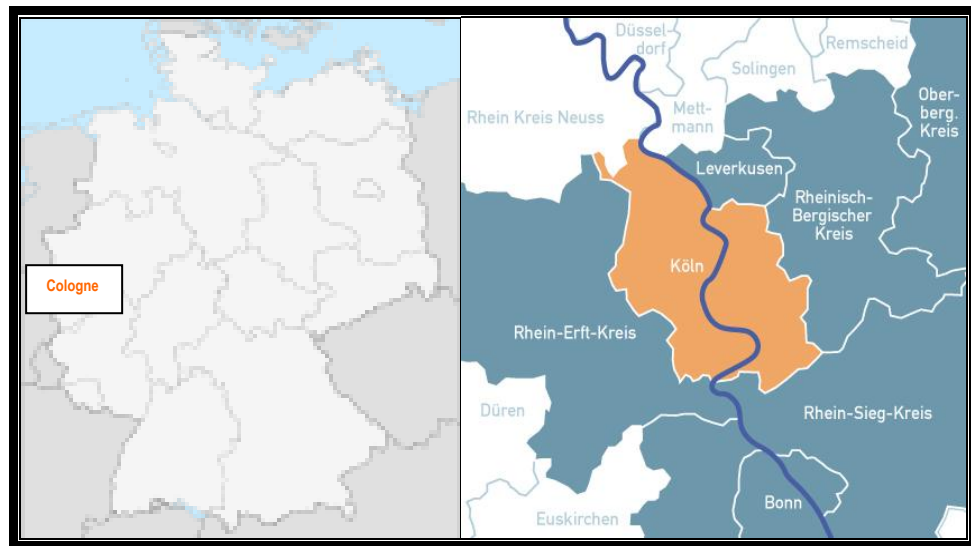 Cologne
Düssel-
dorf
Remscheid
Solingen
Ober-
berg.
Kreis
Rhein Kreis Neuss
Mett-
mann
Leverkusen
Rheinisch-
Bergischer
Kreis
Köln
Rhein-Erft-Kreis
Düren
Rhein-Sieg-Kreis
Bonn
Euskirchen